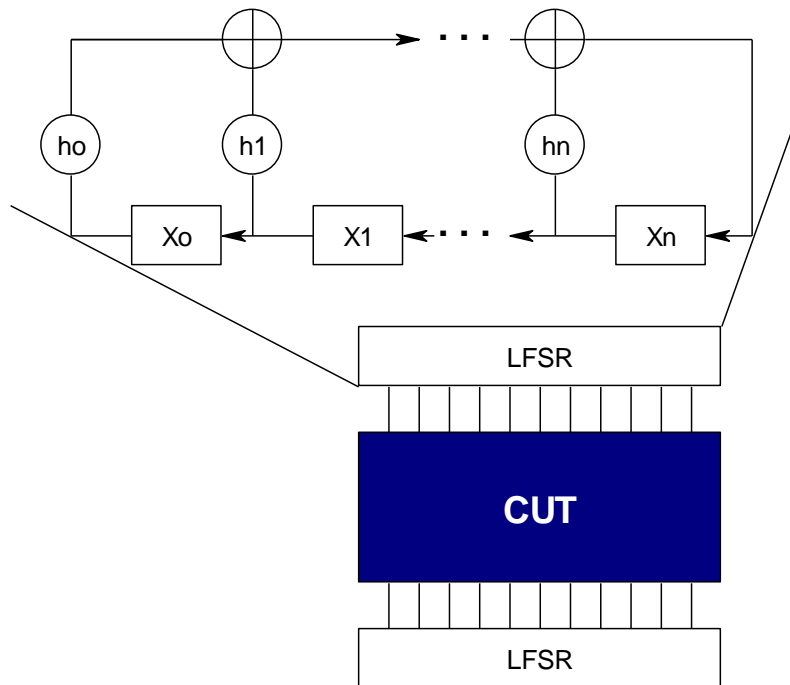 . . .
ho h1 hn
Xo X1 . . . Xn
LFSR
CUT
LFSR